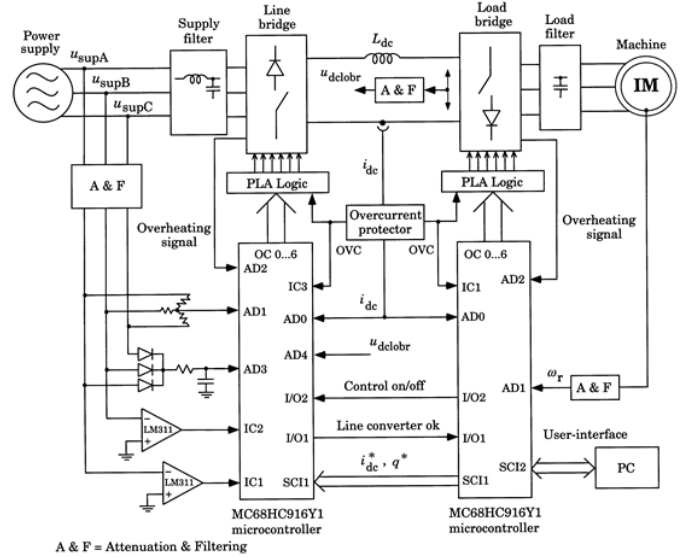 Power
supply
u_supA
u_supB
u_supC
Supply
filter
Line
bridge
L_dc
u_dclobr
A & F
Load
bridge
Load
filter
Machine
IM
A & F
PLA Logic
i_dc
PLA Logic
Overheating
signal
Overcurrent
protector
OVC
OVC
Overheating
signal
OC 0...6
AD2
IC3
AD1
AD0
AD3
AD4
I/O2
IC2
I/O1
IC1
SCI1
MC68HC916Y1
microcontroller
i_dc
u_dclobr
Control on/off
Line converter ok
i*_dc , q*
OC 0...6
IC1
AD2
AD0
AD1
I/O2
I/O1
SCI2
SCI1
MC68HC916Y1
microcontroller
ω_r
A & F
User-interface
PC
LM311
− +
LM311
− +
A & F = Attenuation & Filtering